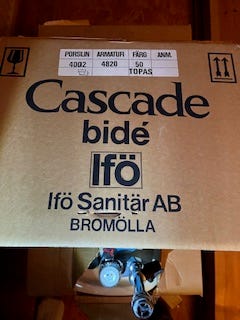 PORSLIN ARMATUR FÄRG ANM.
4002 4820 50
TOPAS
Cascade
bidé
Ifö
Ifö Sanitär AB
BROMÖLLA